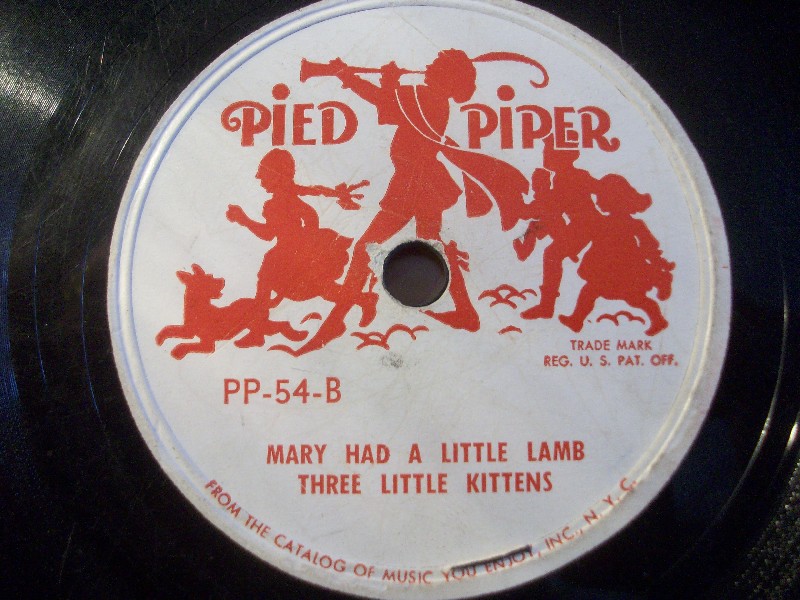 PIED PIPER
TRADE MARK
REG. U. S. PAT. OFF.
PP-54-B
MARY HAD A LITTLE LAMB
THREE LITTLE KITTENS
FROM THE CATALOG OF MUSIC YOU ENJOY, INC., N. Y. C.